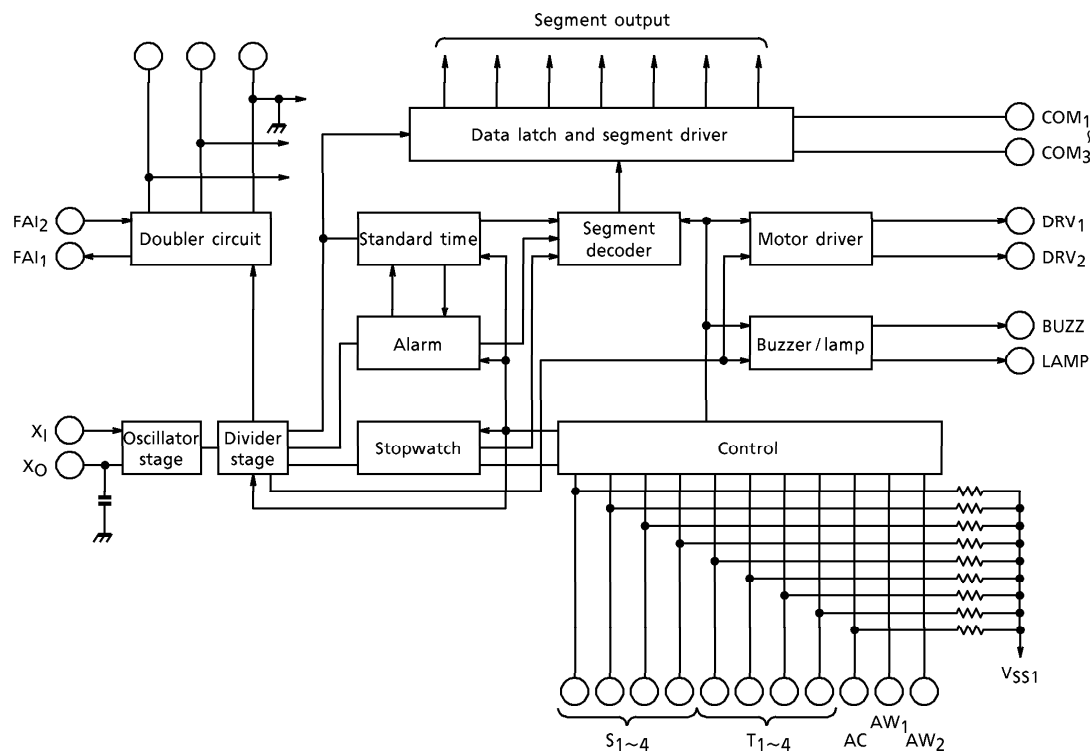 Segment output
Data latch and segment driver
COM1
~
COM3
FAI2
FAI1
Doubler circuit
Standard time
Segment
decoder
Motor driver
DRV1
DRV2
Alarm
Buzzer / lamp
BUZZ
LAMP
XI
XO
Oscillator
stage
Divider
stage
Stopwatch
Control
VSS1
S1~4
T1~4
AC
AW1
AW2